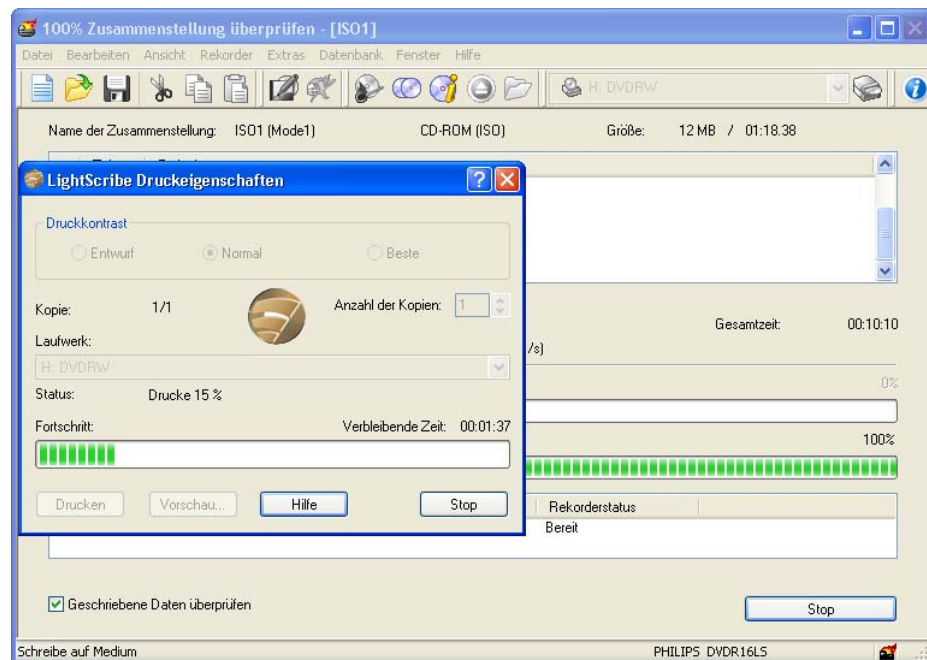 100% Zusammenstellung überprüfen - [ISO1]
Datei Bearbeiten Ansicht Rekorder Extras Datenbank Fenster Hilfe
H: DVDRW
Name der Zusammenstellung: ISO1 (Mode1) CD-ROM (ISO) Größe: 12 MB / 01:18.38
LightScribe Druckeigenschaften
Druckkontrast
Entwurf Normal Beste
Kopie: 1/1 Anzahl der Kopien: 1
Laufwerk:
H: DVDRW
Status: Drucke 15 %
Fortschritt: Verbleibende Zeit: 00:01:37
Drucken Vorschau... Hilfe Stop
Gesamtzeit: 00:10:10
/s)
0%
100%
Rekorderstatus
Bereit
Geschriebene Daten überprüfen
Stop
Schreibe auf Medium PHILIPS DVDR16LS